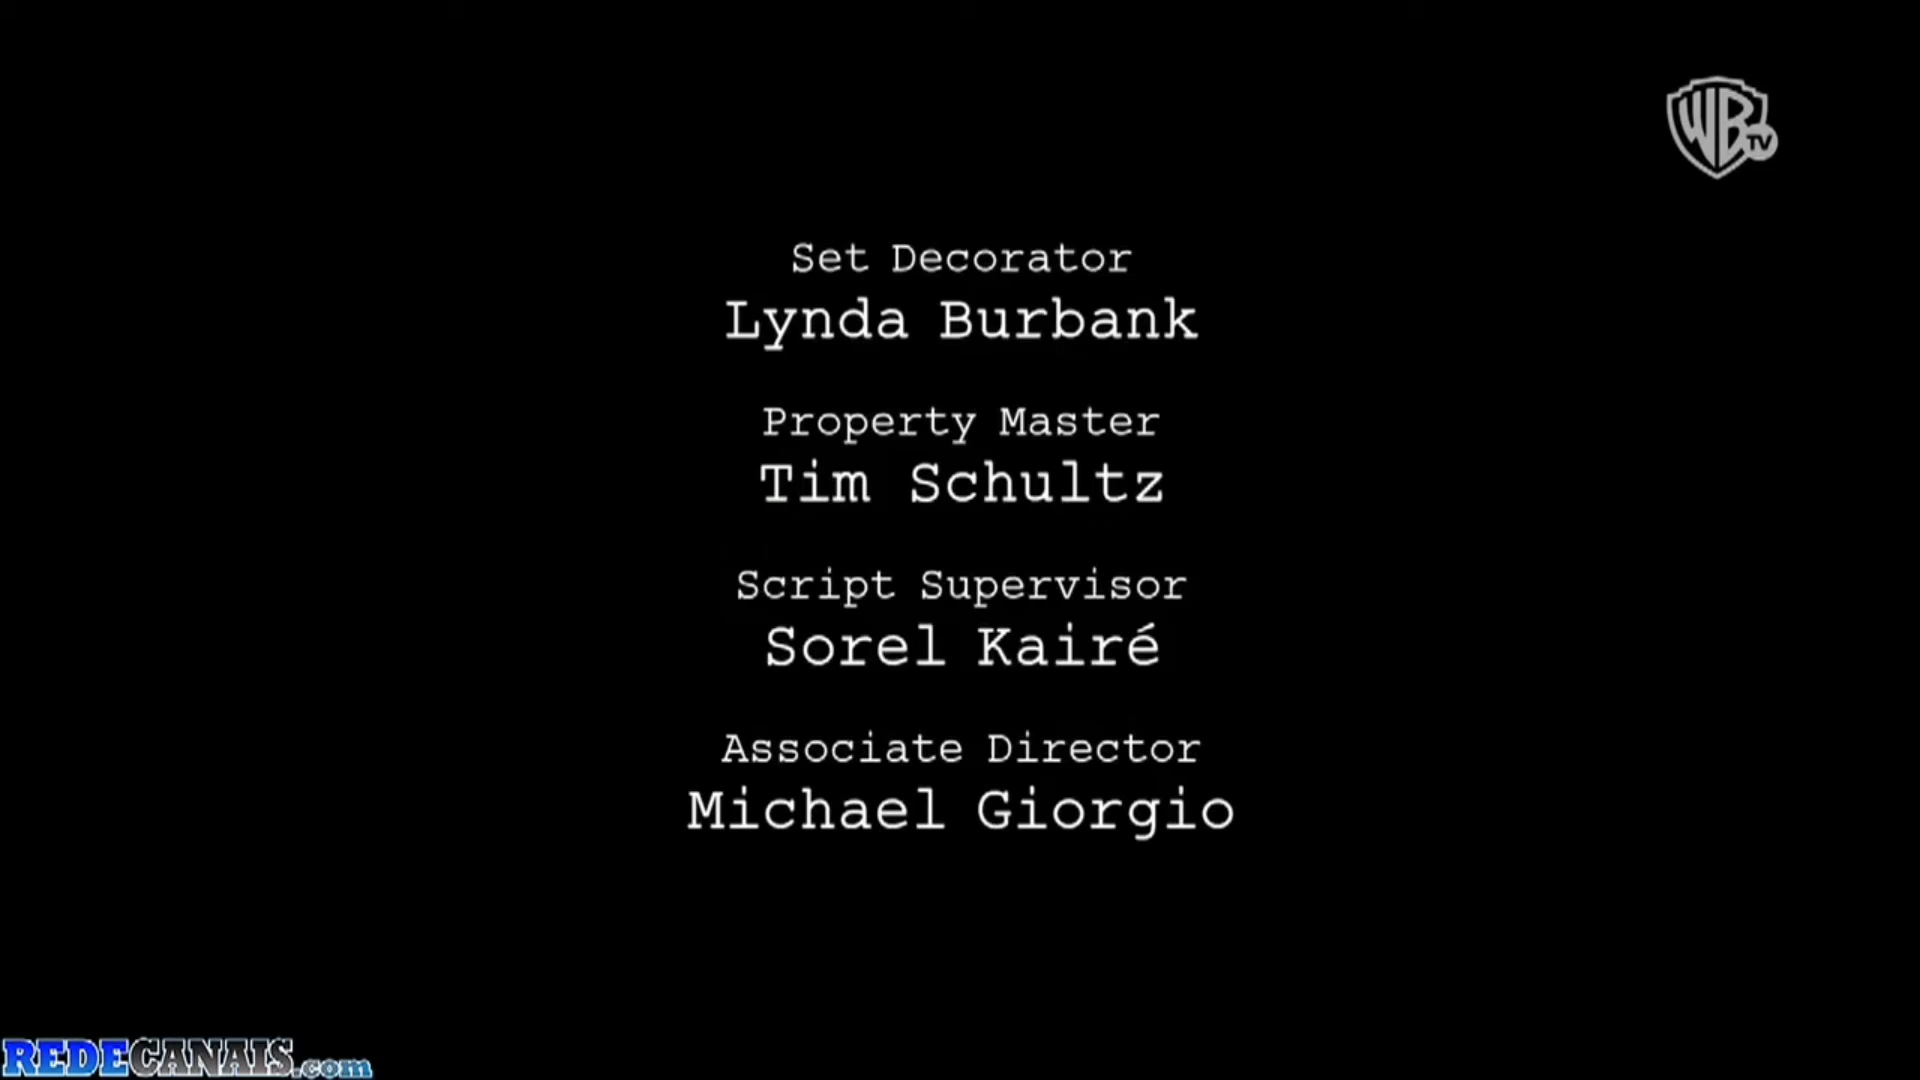 WB TV
Set Decorator
Lynda Burbank
Property Master
Tim Schultz
Script Supervisor
Sorel Kairé
Associate Director
Michael Giorgio
REDECANAIS.com